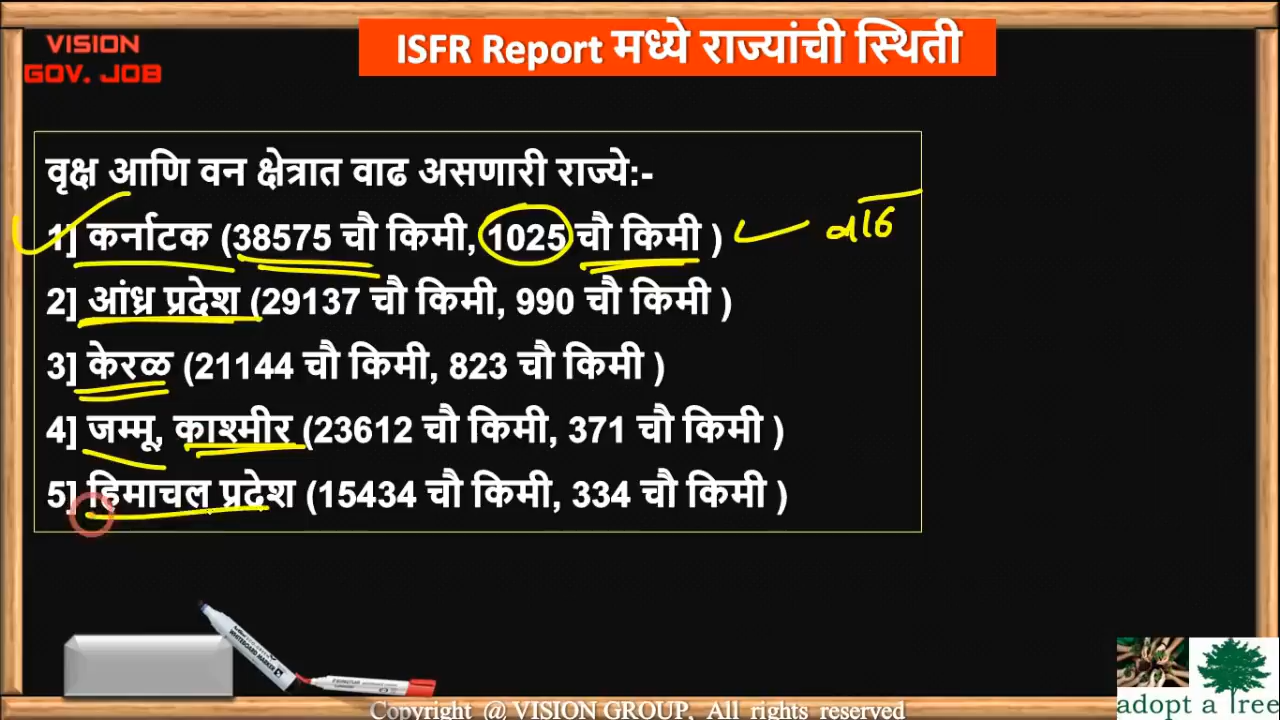 VISION
GOV. JOB
ISFR Report मध्ये राज्यांची स्थिती
वृक्ष आणि वन क्षेत्रात वाढ असणारी राज्ये:-
1] कर्नाटक (38575 चौ किमी, 1025 चौ किमी ) वाढ
2] आंध्र प्रदेश (29137 चौ किमी, 990 चौ किमी )
3] केरळ (21144 चौ किमी, 823 चौ किमी )
4] जम्मू, काश्मीर (23612 चौ किमी, 371 चौ किमी )
5] हिमाचल प्रदेश (15434 चौ किमी, 334 चौ किमी )
adopt a Tree
Copyright @ VISION GROUP, All rights reserved